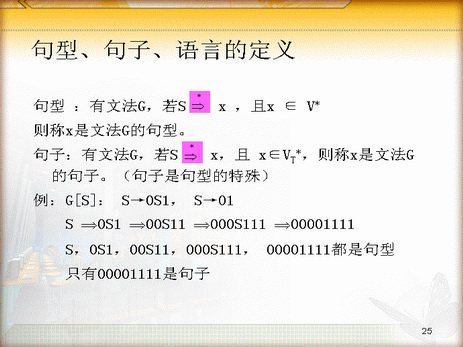 句型、句子、语言的定义
句型 ：有文法G，若S ⇒* x ，且x ∈ V*
则称x是文法G的句型。
句子：有文法G，若S ⇒* x，且 x∈V_T*，则称x是文法G
的句子。（句子是句型的特殊）
例：G[S]： S→0S1， S→01
S ⇒0S1 ⇒00S11 ⇒000S111 ⇒00001111
S，0S1，00S11，000S111， 00001111都是句型
只有00001111是句子
25